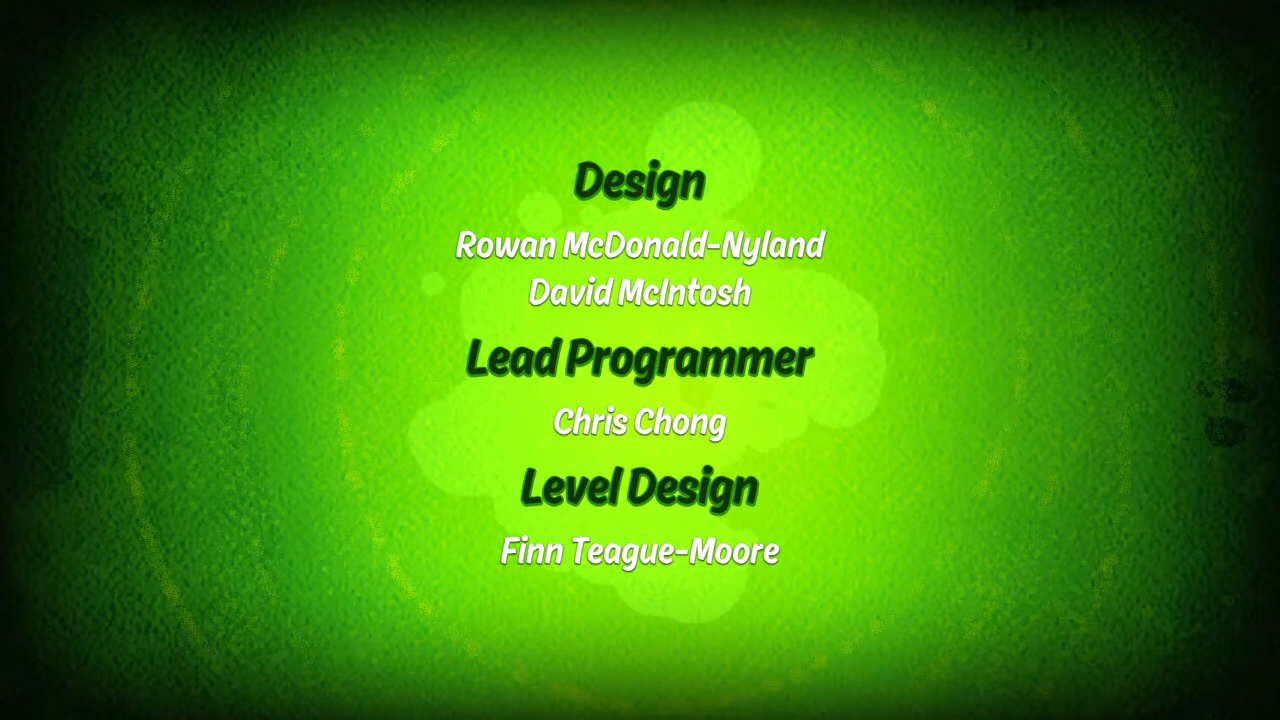 Design
Rowan McDonald-Nyland
David McIntosh
Lead Programmer
Chris Chong
Level Design
Finn Teague-Moore